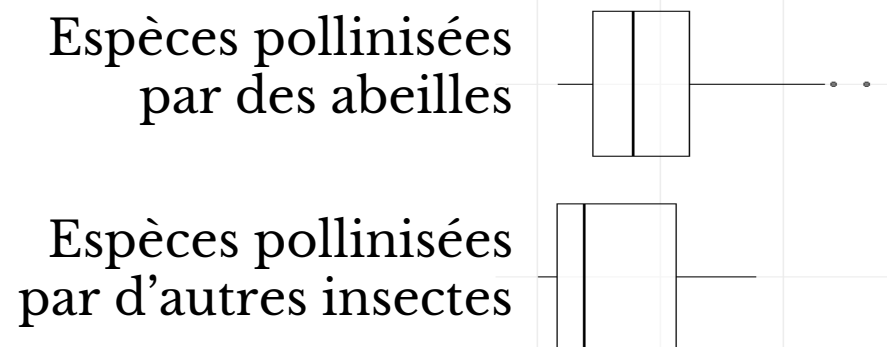 Espèces pollinisées
par des abeilles
Espèces pollinisées
par d’autres insectes